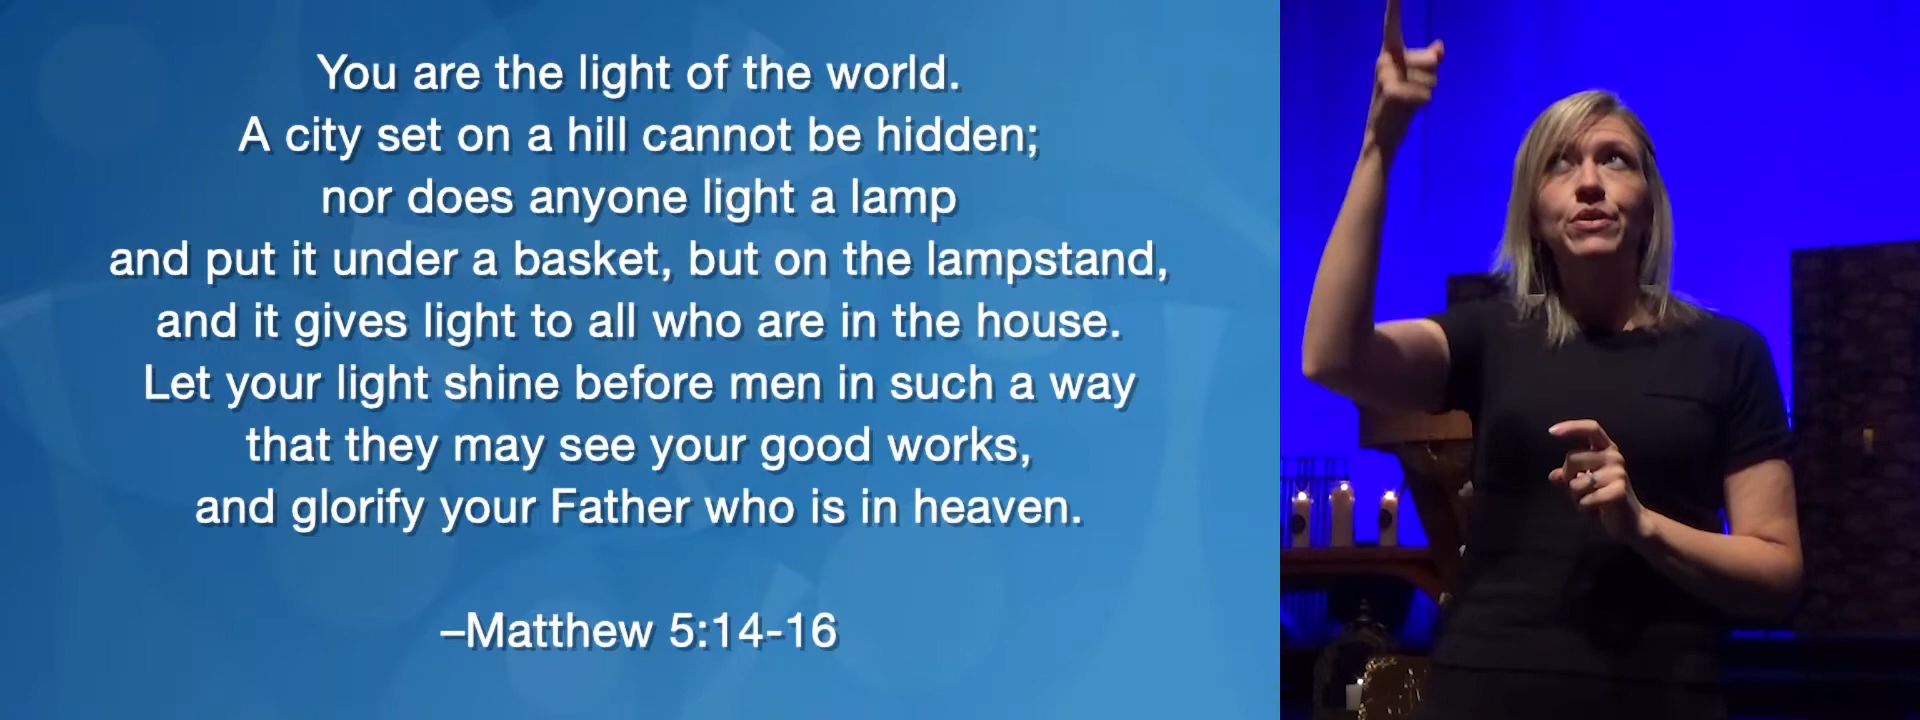 You are the light of the world.
A city set on a hill cannot be hidden;
nor does anyone light a lamp
and put it under a basket, but on the lampstand,
and it gives light to all who are in the house.
Let your light shine before men in such a way
that they may see your good works,
and glorify your Father who is in heaven.
–Matthew 5:14-16